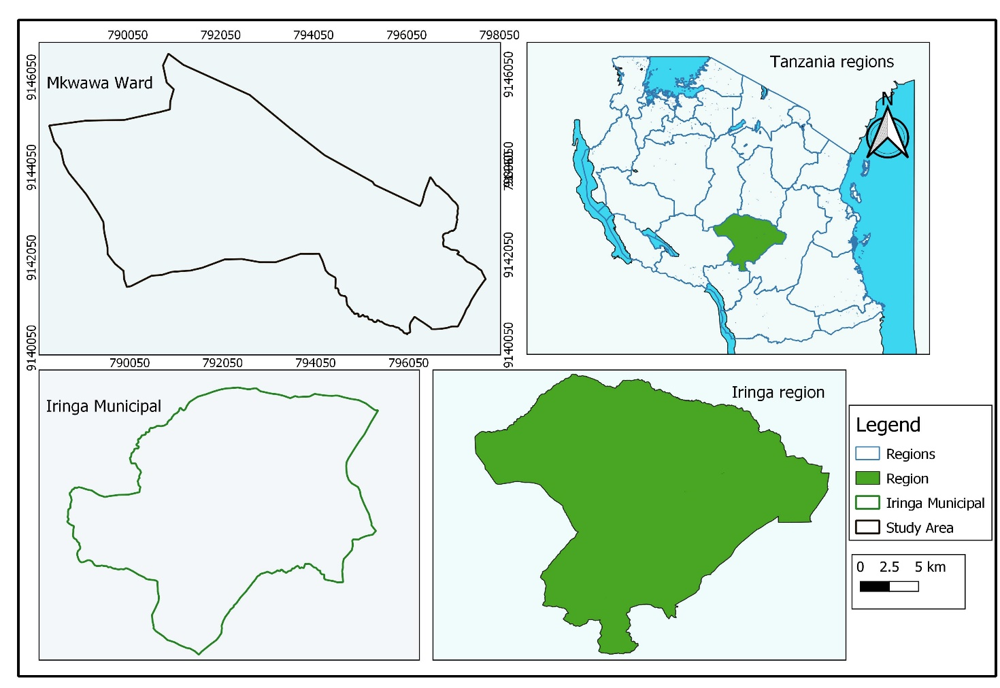 790050 792050 794050 796050 798050
Mkwawa Ward
9146050
9144050
9142050
9140050
9146050
9142050
9140050
790050 792050 794050 796050
Tanzania regions
N
Iringa Municipal
Iringa region
Legend
Regions
Region
Iringa Municipal
Study Area
0 2.5 5 km